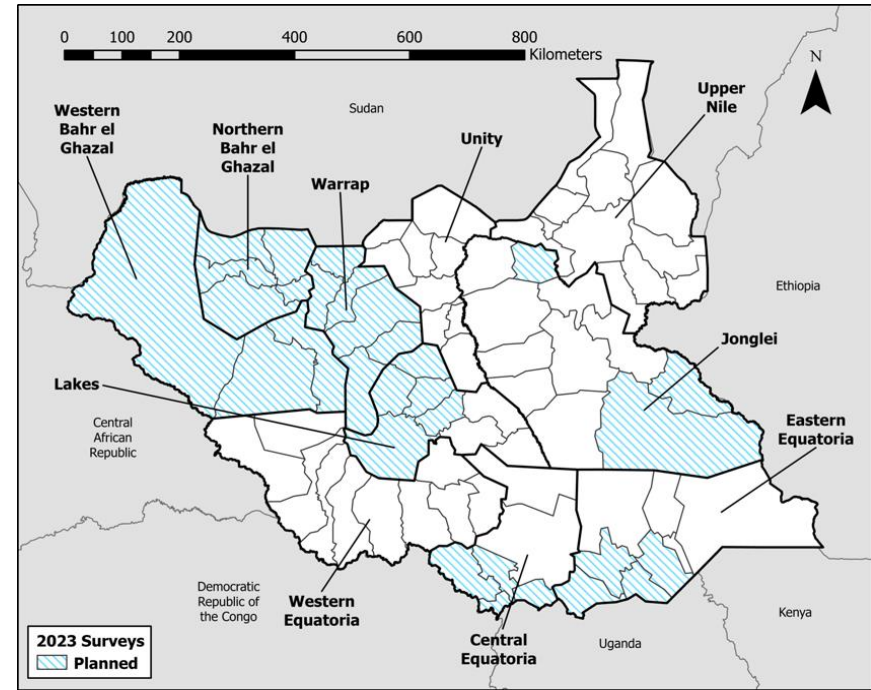 0 100 200 400 600 800
Kilometers
N
Upper
Nile
Western
Bahr el
Ghazal
Sudan
Northern
Bahr el
Ghazal
Unity
Warrap
Ethiopia
Jonglei
Lakes
Central
African
Republic
Eastern
Equatoria
Democratic
Republic of
the Congo
Western
Equatoria
Central
Equatoria
Uganda
Kenya
2023 Surveys
Planned